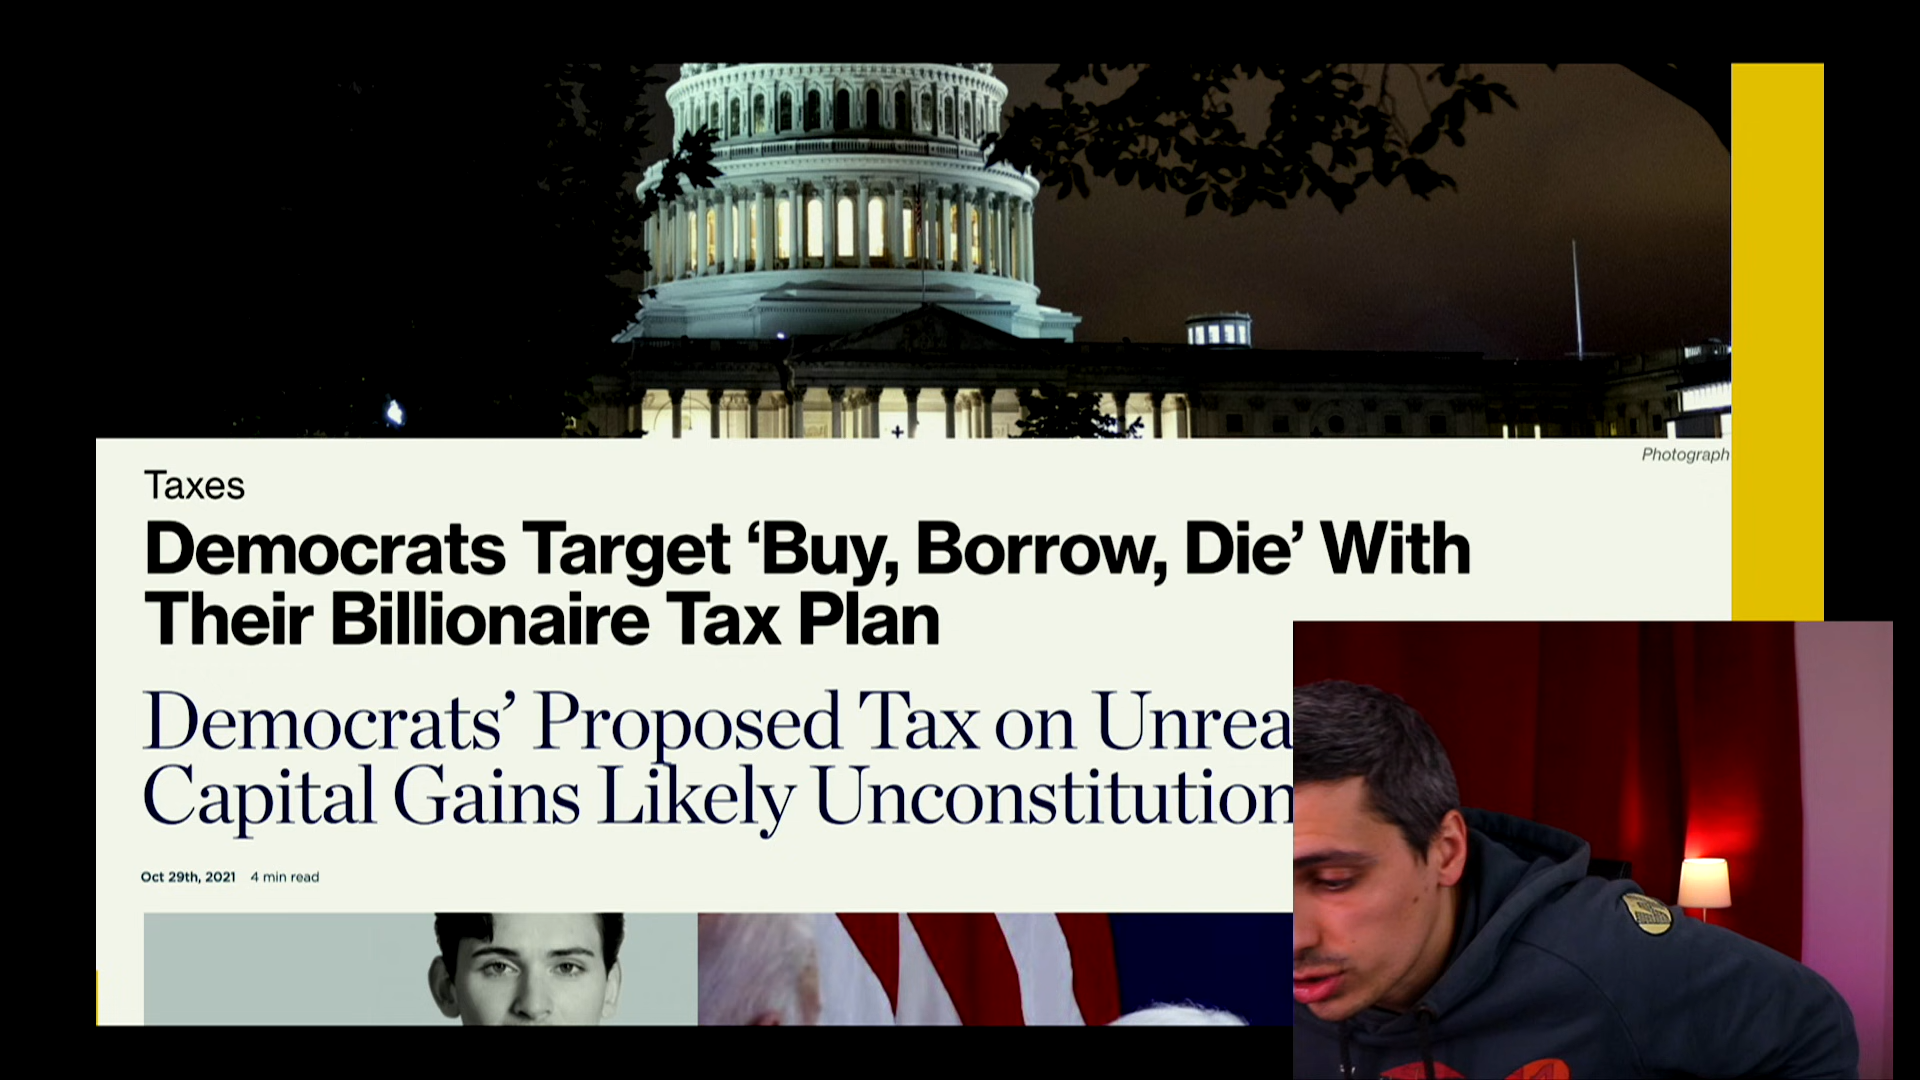 Photograph
Taxes
Democrats Target ‘Buy, Borrow, Die’ With
Their Billionaire Tax Plan
Democrats’ Proposed Tax on Unrea
Capital Gains Likely Unconstitution
Oct 29th, 2021 4 min read